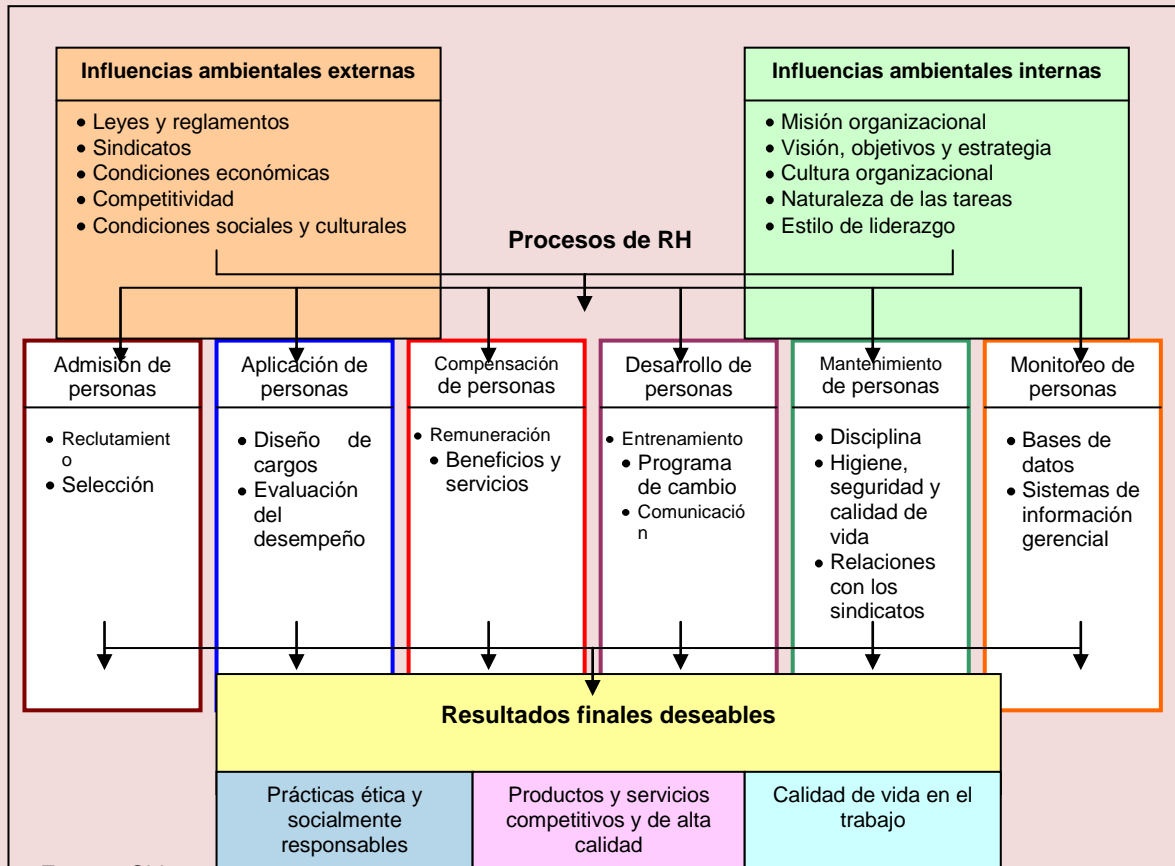 Influencias ambientales externas
• Leyes y reglamentos
• Sindicatos
• Condiciones económicas
• Competitividad
• Condiciones sociales y culturales
Influencias ambientales internas
• Misión organizacional
• Visión, objetivos y estrategia
• Cultura organizacional
• Naturaleza de las tareas
• Estilo de liderazgo
Procesos de RH
Admisión de
personas
• Reclutamient
o
• Selección
Aplicación de
personas
• Diseño de
cargos
• Evaluación
del
desempeño
Compensación
de personas
• Remuneración
• Beneficios y
servicios
Desarrollo de
personas
• Entrenamiento
• Programa
de cambio
• Comunicació
n
Mantenimiento
de personas
• Disciplina
• Higiene,
seguridad y
calidad de
vida
• Relaciones
con los
sindicatos
Monitoreo de
personas
• Bases de
datos
• Sistemas de
información
gerencial
Resultados finales deseables
Prácticas ética y
socialmente
responsables
Productos y servicios
competitivos y de alta
calidad
Calidad de vida en el
trabajo